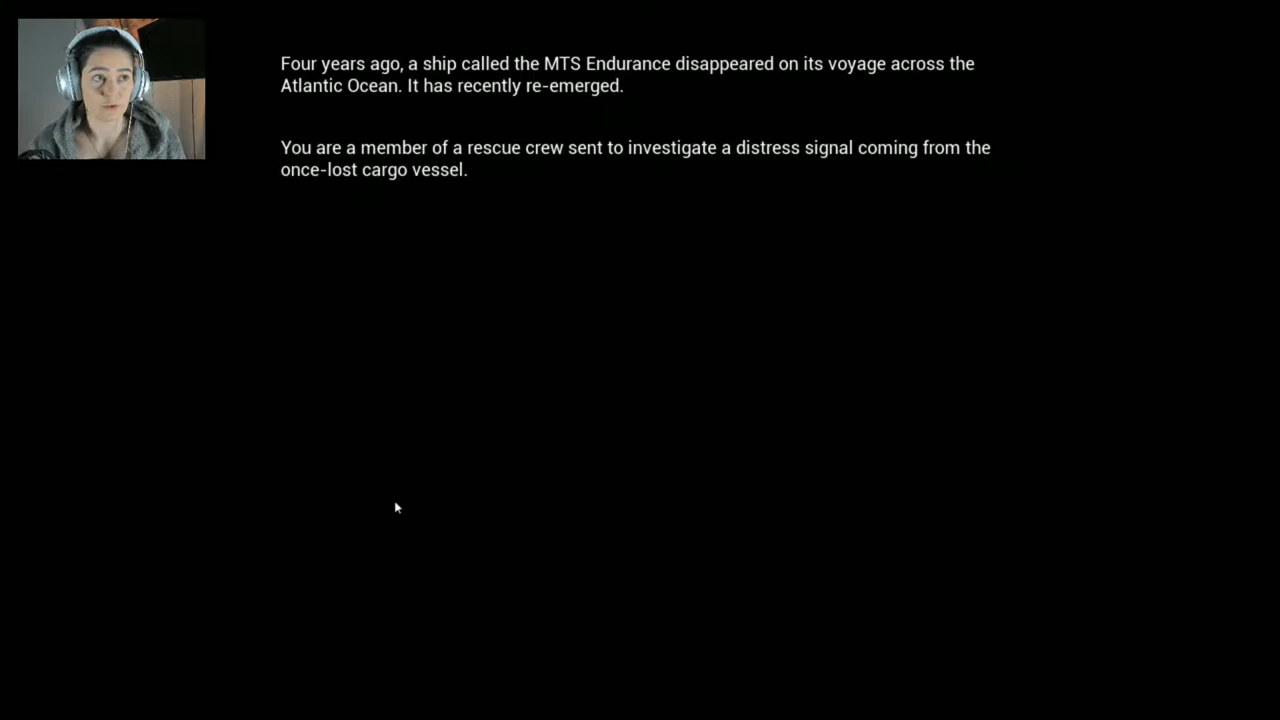 Four years ago, a ship called the MTS Endurance disappeared on its voyage across the
Atlantic Ocean. It has recently re-emerged.
You are a member of a rescue crew sent to investigate a distress signal coming from the
once-lost cargo vessel.